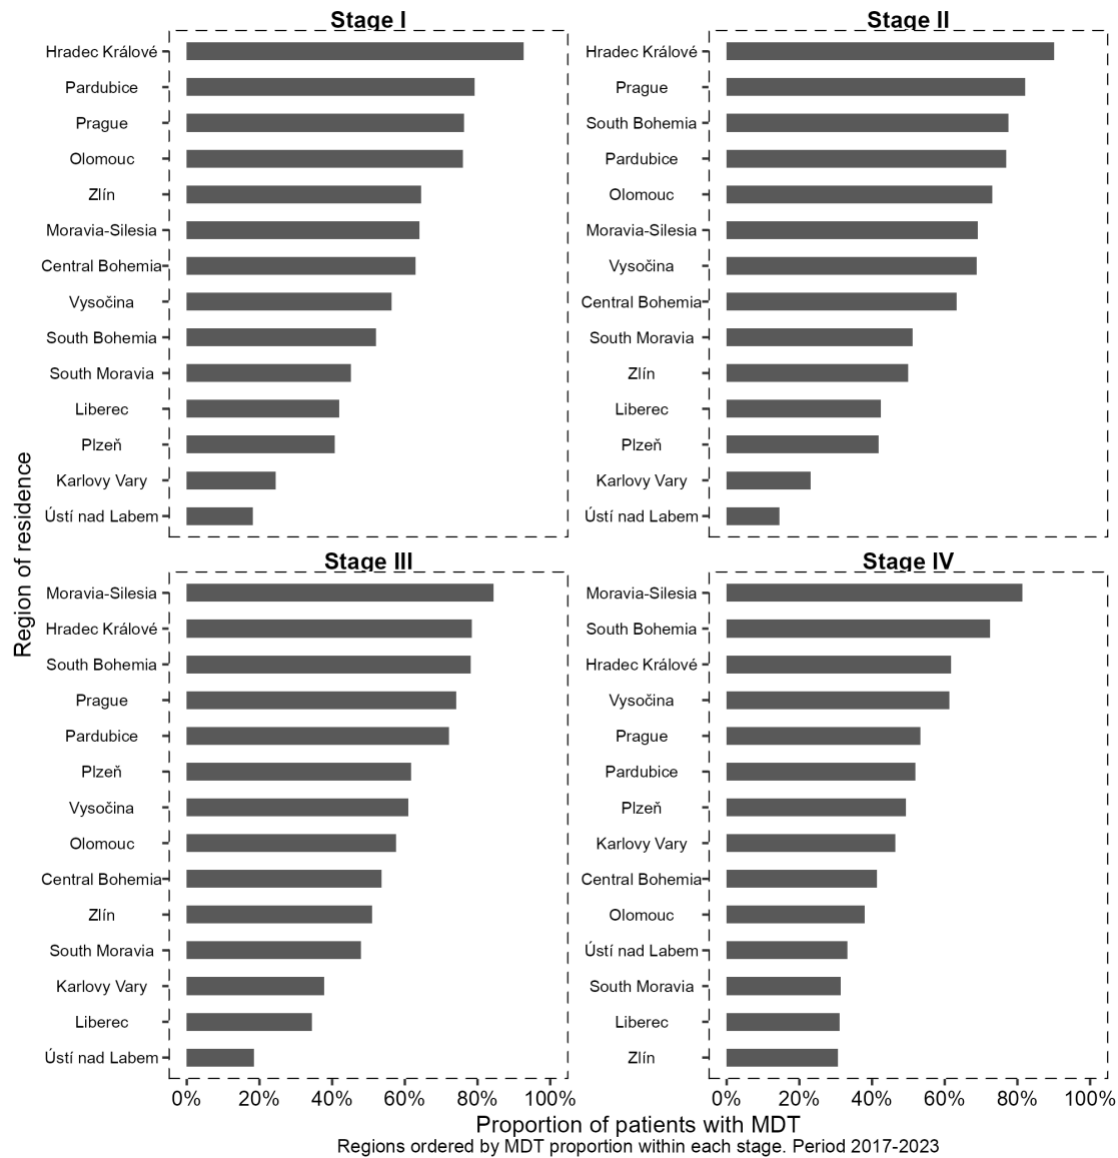 Stage I
Hradec Králové
Pardubice
Prague
Olomouc
Zlín
Moravia-Silesia
Central Bohemia
Vysočina
South Bohemia
South Moravia
Liberec
Plzeň
Karlovy Vary
Ústí nad Labem
Stage II
Hradec Králové
Prague
South Bohemia
Pardubice
Olomouc
Moravia-Silesia
Vysočina
Central Bohemia
South Moravia
Zlín
Liberec
Plzeň
Karlovy Vary
Ústí nad Labem
Region of residence
Stage III
Moravia-Silesia
Hradec Králové
South Bohemia
Prague
Pardubice
Plzeň
Vysočina
Olomouc
Central Bohemia
Zlín
South Moravia
Karlovy Vary
Liberec
Ústí nad Labem
0% 20% 40% 60% 80% 100%
Stage IV
Moravia-Silesia
South Bohemia
Hradec Králové
Vysočina
Prague
Pardubice
Plzeň
Karlovy Vary
Central Bohemia
Olomouc
Ústí nad Labem
South Moravia
Liberec
Zlín
0% 20% 40% 60% 80% 100%
Proportion of patients with MDT
Regions ordered by MDT proportion within each stage. Period 2017-2023